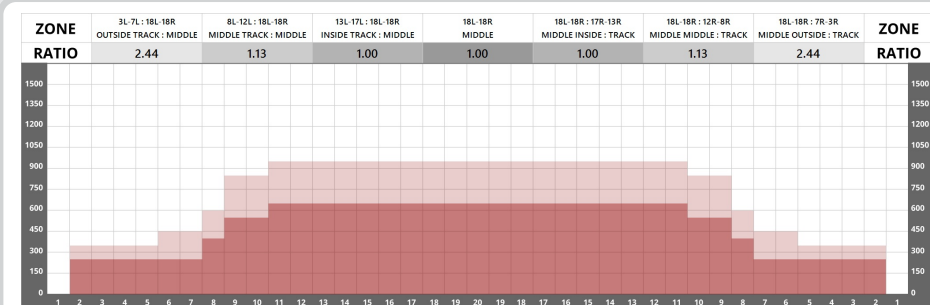 ZONE 3L-7L : 18L-18R 8L-12L : 18L-18R 13L-17L : 18L-18R 18L-18R 18L-18R : 17R-13R 18L-18R : 12R-8R 18L-18R : 7R-3R ZONE
OUTSIDE TRACK : MIDDLE MIDDLE TRACK : MIDDLE INSIDE TRACK : MIDDLE MIDDLE MIDDLE INSIDE : TRACK MIDDLE MIDDLE : TRACK MIDDLE OUTSIDE : TRACK
RATIO 2.44 1.13 1.00 1.00 1.00 1.13 2.44 RATIO
1500 1500
1350 1350
1200 1200
1050 1050
900 900
750 750
600 600
450 450
300 300
150 150
0 0
1 2 3 4 5 6 7 8 9 10 11 12 13 14 15 16 17 18 19 20 19 18 17 16 15 14 13 12 11 10 9 8 7 6 5 4 3 2 1